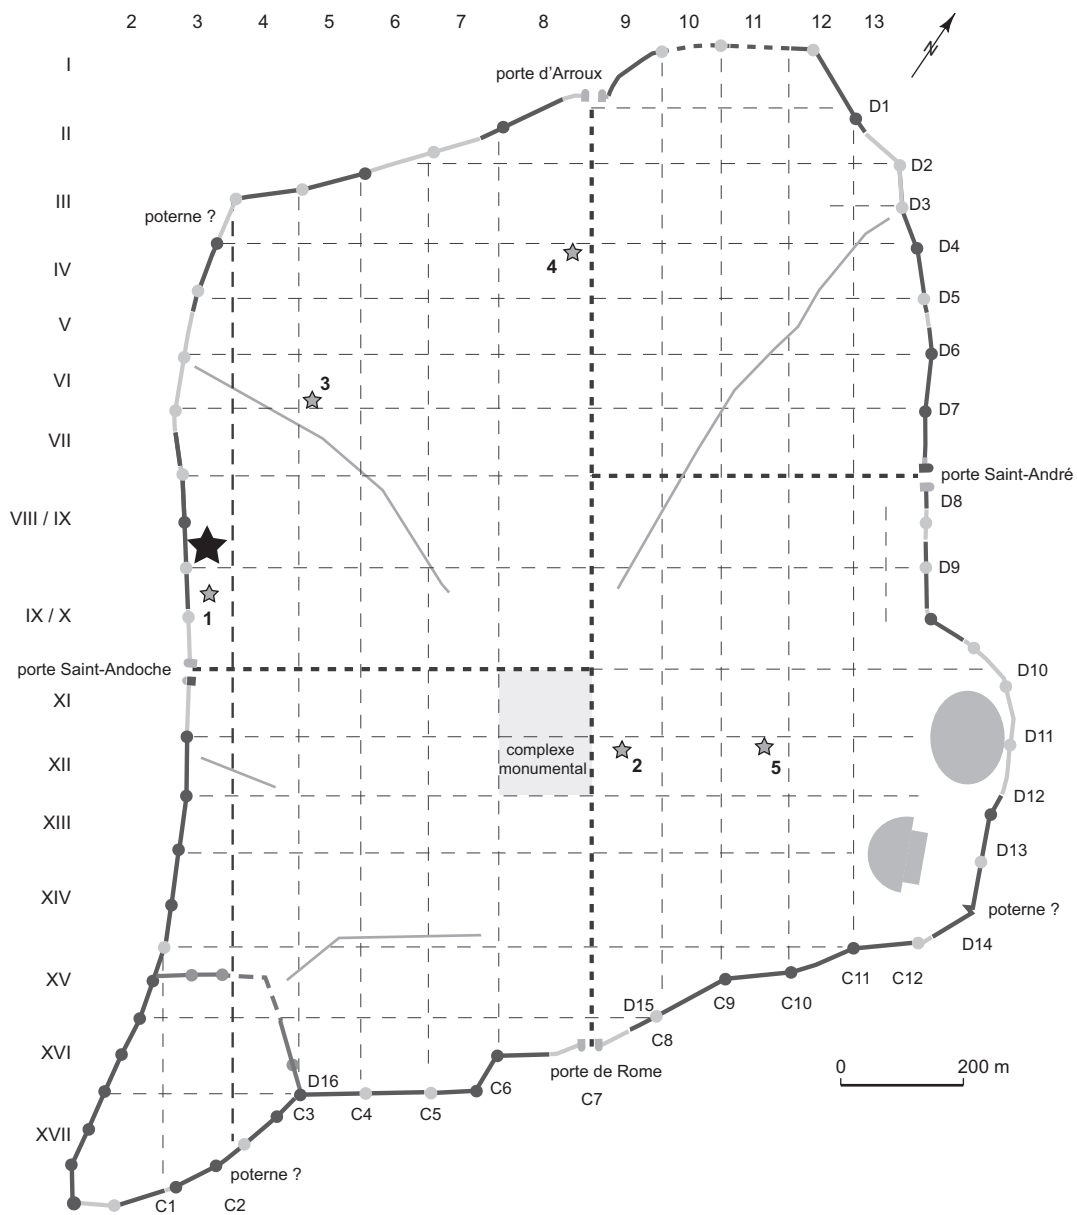 2 3 4 5 6 7 8 9 10 11 12 13
N
I
porte d'Arroux
D1
II
D2
III
D3
poterne ?
D4
4
IV
D5
V
D6
VI
3
D7
VII
porte Saint-André
D8
VIII / IX
D9
IX / X
1
porte Saint-Andoche
D10
XI
D11
complexe
monumental
2
5
XII
D12
XIII
D13
XIV
poterne ?
D14
XV
C11
C12
C9
C10
D15
C8
XVI
porte de Rome
C7
0
200 m
D16
C6
C3
C4
C5
XVII
poterne ?
C1
C2